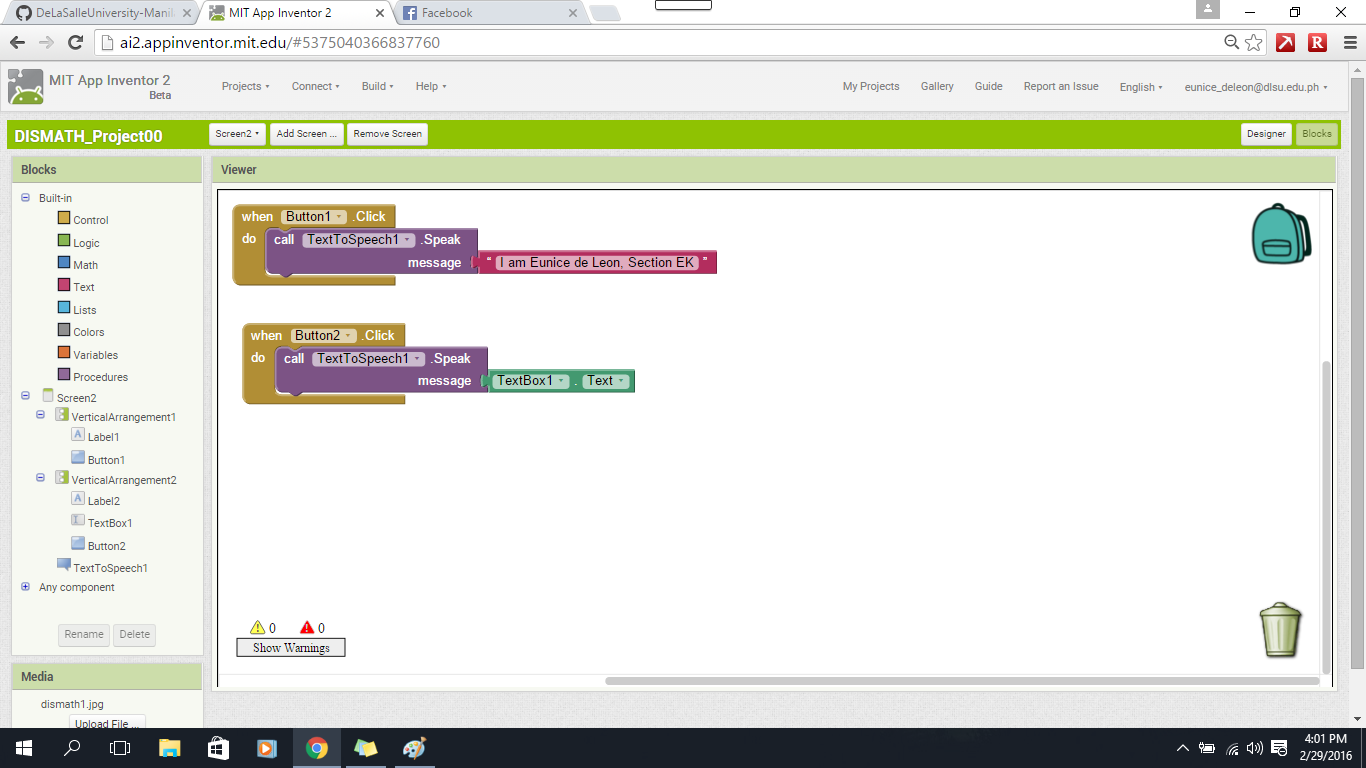 DeLaSalleUniversity-Manil
MIT App Inventor 2
Facebook
ai2.appinventor.mit.edu/#5375040366837760
MIT App Inventor 2
Beta
Projects
Connect
Build
Help
My Projects
Gallery
Guide
Report an Issue
English
eunice_deleon@dlsu.edu.ph
DISMATH_Project00
Screen2
Add Screen ...
Remove Screen
Designer
Blocks
Blocks
Built-in
Control
Logic
Math
Text
Lists
Colors
Variables
Procedures
Screen2
VerticalArrangement1
Label1
Button1
VerticalArrangement2
Label2
TextBox1
Button2
TextToSpeech1
Any component
Rename
Delete
Media
dismath1.jpg
Upload File ...
Viewer
when Button1 .Click
do call TextToSpeech1 .Speak
message " I am Eunice de Leon, Section EK "
when Button2 .Click
do call TextToSpeech1 .Speak
message TextBox1 . Text
0 0
Show Warnings
4:01 PM
2/29/2016